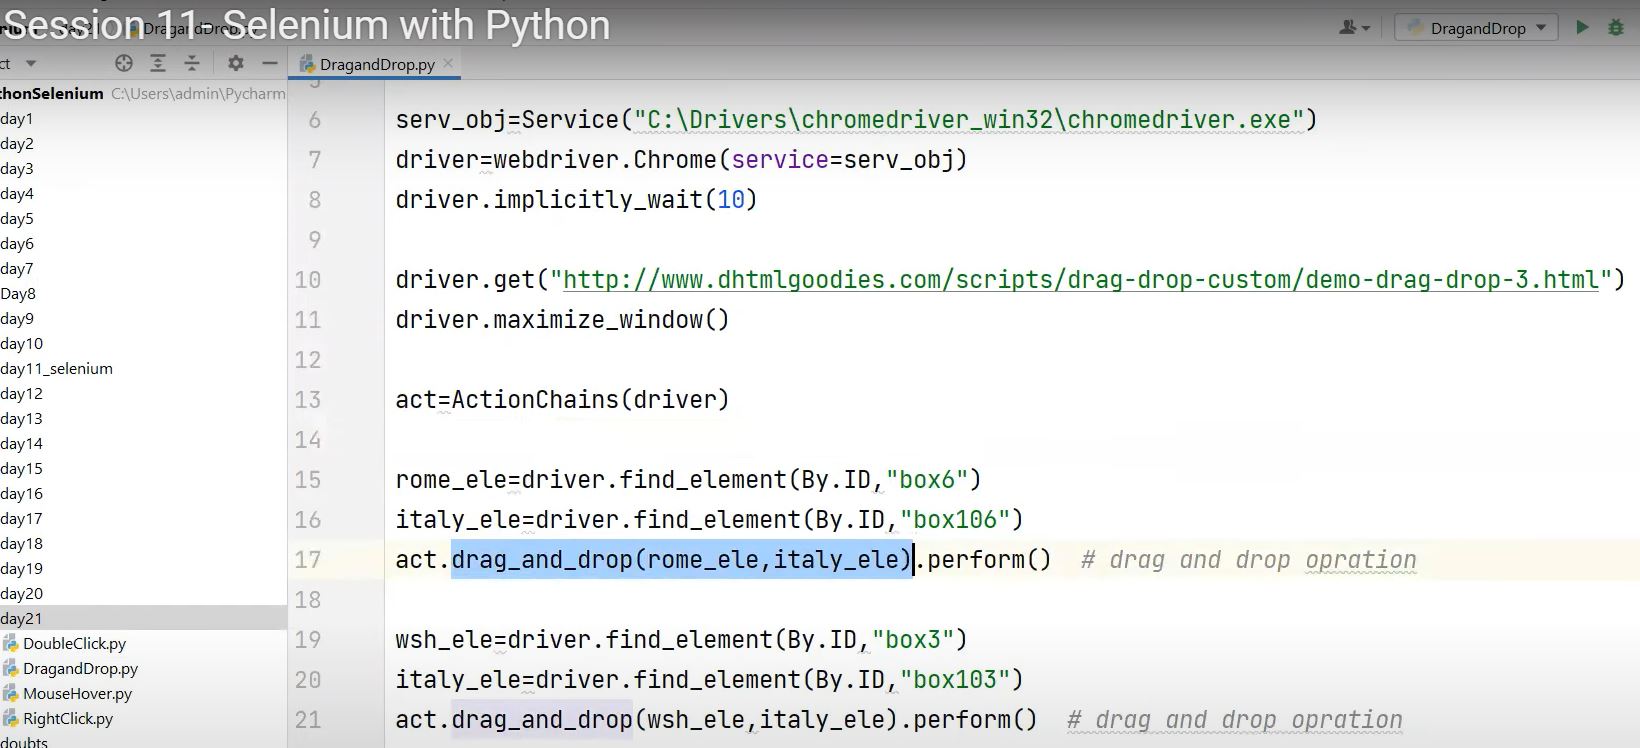 Session 11- Selenium with Python
DragandDrop
ct
DragandDrop.py
thonSelenium C:\Users\admin\Pycharm
day1
day2
day3
day4
day5
day6
day7
Day8
day9
day10
day11_selenium
day12
day13
day14
day15
day16
day17
day18
day19
day20
day21
DoubleClick.py
DragandDrop.py
MouseHover.py
RightClick.py
doubts
6 serv_obj=Service("C:\Drivers\chromedriver_win32\chromedriver.exe")
7 driver=webdriver.Chrome(service=serv_obj)
8 driver.implicitly_wait(10)
9
10 driver.get("http://www.dhtmlgoodies.com/scripts/drag-drop-custom/demo-drag-drop-3.html")
11 driver.maximize_window()
12
13 act=ActionChains(driver)
14
15 rome_ele=driver.find_element(By.ID,"box6")
16 italy_ele=driver.find_element(By.ID,"box106")
17 act.drag_and_drop(rome_ele,italy_ele).perform() # drag and drop opration
18
19 wsh_ele=driver.find_element(By.ID,"box3")
20 italy_ele=driver.find_element(By.ID,"box103")
21 act.drag_and_drop(wsh_ele,italy_ele).perform() # drag and drop opration